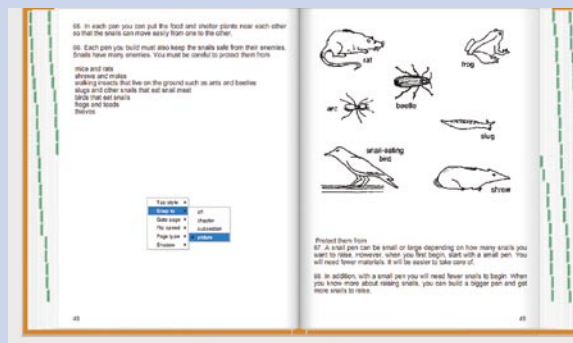 66. In each pen you can put the food and shelter plants near each other
so that the snails can move easily from one to the other.
66. Each pen you build must also keep the snails safe from their enemies.
Snails have many enemies. You must be careful to protect them from
mice and rats
shrews and moles
walking insects that live on the ground such as ants and beetles
slugs and other snails that eat snail meat
birds that eat snails
frogs and toads
thieves
Tab style
Snap to
Goto page
Flip speed
Page type
Shadow
all
chapter
subsection
picture
48
rat
frog
ant
beetle
slug
snail-eating
bird
shrew
Protect them from
67. A snail pen can be small or large depending on how many snails you
want to raise. However, when you first begin, start with a small pen. You
will need fewer materials. It will be easier to take care of.
68. In addition, with a small pen you will need fewer snails to begin. When
you know more about raising snails, you can build a bigger pen and get
more snails to raise.
49